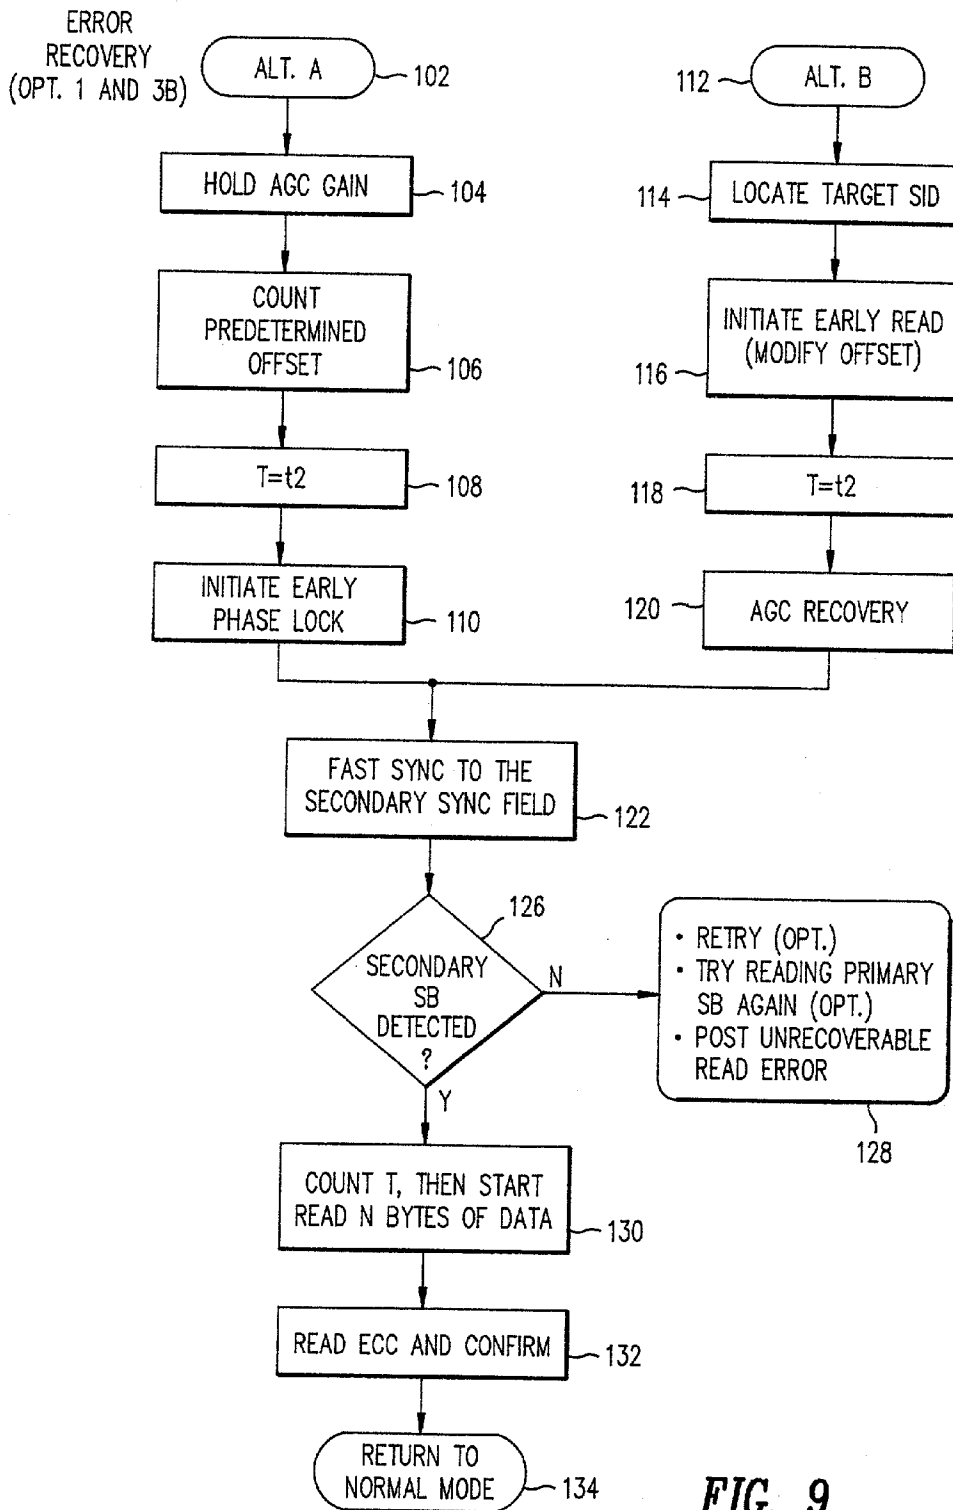 ERROR
RECOVERY
(OPT. 1 AND 3B)
ALT. A
102
HOLD AGC GAIN
104
COUNT
PREDETERMINED
OFFSET
106
T=t2
108
INITIATE EARLY
PHASE LOCK
110
112
ALT. B
114
LOCATE TARGET SID
INITIATE EARLY READ
(MODIFY OFFSET)
116
118
T=t2
120
AGC RECOVERY
FAST SYNC TO THE
SECONDARY SYNC FIELD
122
126
SECONDARY
SB
DETECTED
?
N
Y
• RETRY (OPT.)
• TRY READING PRIMARY
SB AGAIN (OPT.)
• POST UNRECOVERABLE
READ ERROR
128
COUNT T, THEN START
READ N BYTES OF DATA
130
READ ECC AND CONFIRM
132
RETURN TO
NORMAL MODE
134
FIG. 9